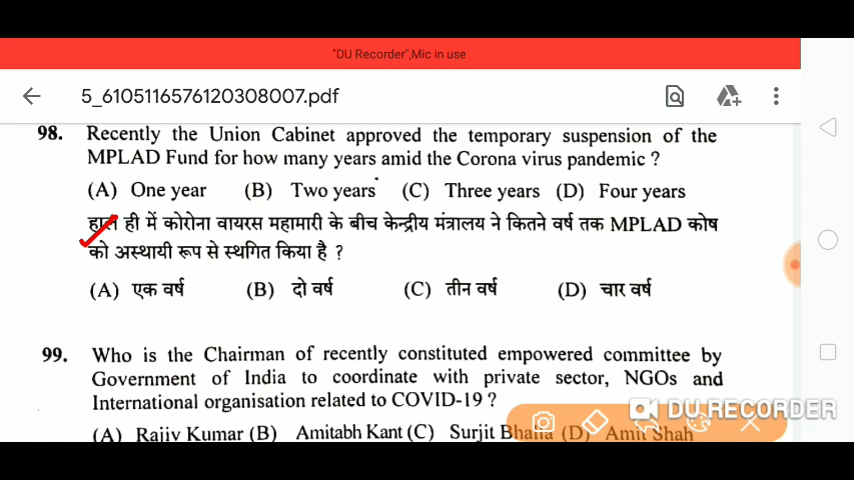 "DU Recorder",Mic in use
5_6105116576120308007.pdf
98. Recently the Union Cabinet approved the temporary suspension of the
MPLAD Fund for how many years amid the Corona virus pandemic ?
(A) One year (B) Two years (C) Three years (D) Four years
हाल ही में कोरोना वायरस महामारी के बीच केन्द्रीय मंत्रालय ने कितने वर्ष तक MPLAD कोष
को अस्थायी रूप से स्थगित किया है ?
(A) एक वर्ष (B) दो वर्ष (C) तीन वर्ष (D) चार वर्ष
99. Who is the Chairman of recently constituted empowered committee by
Government of India to coordinate with private sector, NGOs and
International organisation related to COVID-19 ?
DU RECORDER
(A) Rajiv Kumar (B) Amitabh Kant (C) Surjit Bhalla (D) Amit Shah